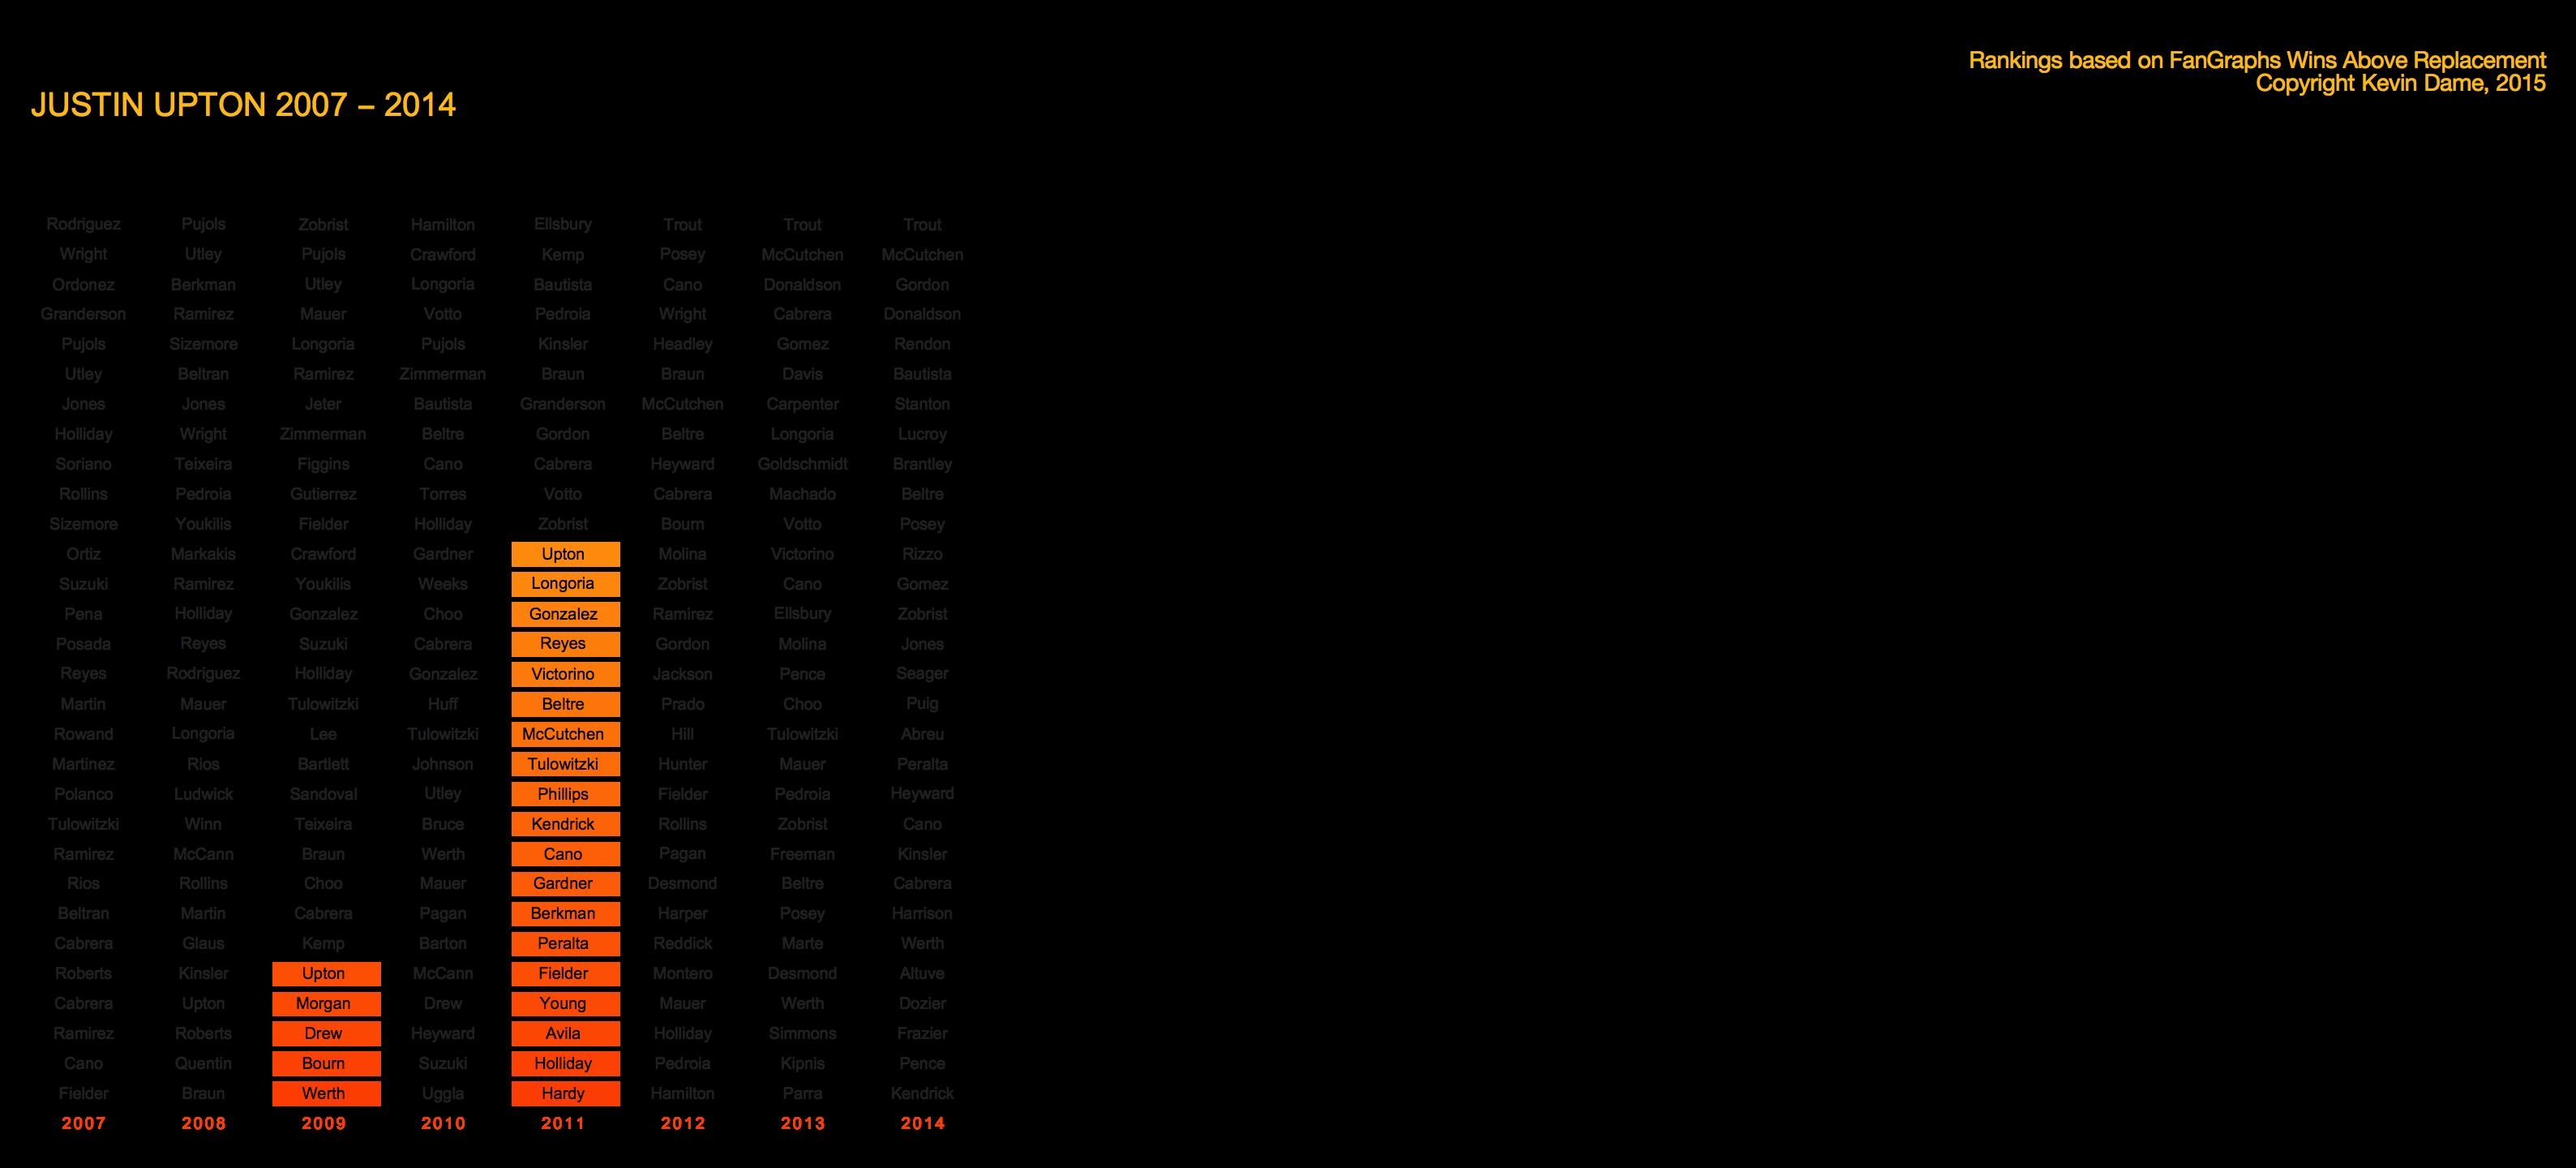 Rankings based on FanGraphs Wins Above Replacement
Copyright Kevin Dame, 2015
JUSTIN UPTON 2007 – 2014
Rodriguez Pujols Zobrist Hamilton Ellsbury Trout Trout Trout
Wright Utley Pujols Crawford Kemp Posey McCutchen McCutchen
Ordonez Berkman Utley Longoria Bautista Cano Donaldson Gordon
Granderson Ramirez Mauer Votto Pedroia Wright Cabrera Donaldson
Pujols Sizemore Longoria Pujols Kinsler Headley Gomez Rendon
Utley Beltran Ramirez Zimmerman Braun Braun Davis Bautista
Jones Jones Jeter Bautista Granderson McCutchen Carpenter Stanton
Holliday Wright Zimmerman Beltre Gordon Beltre Longoria Lucroy
Soriano Teixeira Figgins Cano Cabrera Heyward Goldschmidt Brantley
Rollins Pedroia Gutierrez Torres Votto Cabrera Machado Beltre
Sizemore Youkilis Fielder Holliday Zobrist Bourn Votto Posey
Ortiz Markakis Crawford Gardner Upton Molina Victorino Rizzo
Suzuki Ramirez Youkilis Weeks Longoria Zobrist Cano Gomez
Pena Holliday Gonzalez Choo Gonzalez Ramirez Ellsbury Zobrist
Posada Reyes Suzuki Cabrera Reyes Gordon Molina Jones
Reyes Rodriguez Holliday Gonzalez Victorino Jackson Pence Seager
Martin Mauer Tulowitzki Huff Beltre Prado Choo Puig
Rowand Longoria Lee Tulowitzki McCutchen Hill Tulowitzki Abreu
Martinez Rios Bartlett Johnson Tulowitzki Hunter Mauer Peralta
Polanco Ludwick Sandoval Utley Phillips Fielder Pedroia Heyward
Tulowitzki Winn Teixeira Bruce Kendrick Rollins Zobrist Cano
Ramirez McCann Braun Werth Cano Pagan Freeman Kinsler
Rios Rollins Choo Mauer Gardner Desmond Beltre Cabrera
Beltran Martin Cabrera Pagan Berkman Harper Posey Harrison
Cabrera Glaus Kemp Barton Peralta Reddick Marte Werth
Roberts Kinsler Upton McCann Fielder Montero Desmond Altuve
Cabrera Upton Morgan Drew Young Mauer Werth Dozier
Ramirez Roberts Drew Heyward Avila Holliday Simmons Frazier
Cano Quentin Bourn Suzuki Holliday Pedroia Kipnis Pence
Fielder Braun Werth Uggla Hardy Hamilton Parra Kendrick
2007 2008 2009 2010 2011 2012 2013 2014